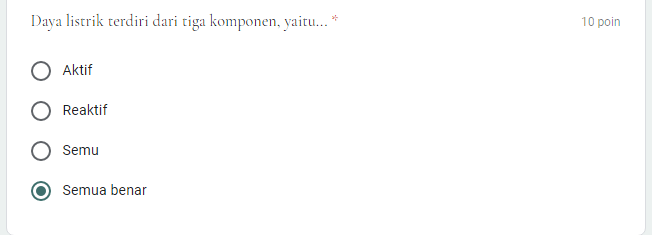 Daya listrik terdiri dari tiga komponen, yaitu... *
10 poin
Aktif
Reaktif
Semu
Semua benar